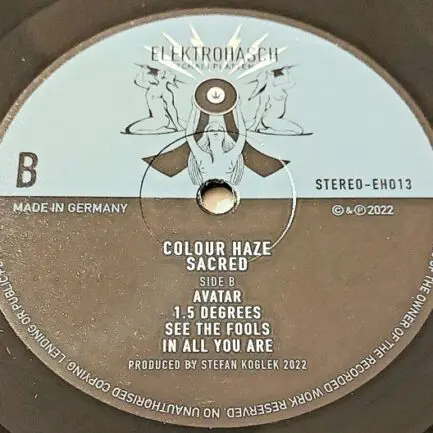 ELEKTROHASCH
SCHALLPLATTEN
B
STEREO-EH013
MADE IN GERMANY
©&℗2022
COLOUR HAZE
SACRED
SIDE B
AVATAR
1.5 DEGREES
SEE THE FOOLS
IN ALL YOU ARE
PRODUCED BY STEFAN KOGLEK 2022
OF THE OWNER OF THE RECORDED WORK RESERVED. NO UNAUTHORISED COPYING, LENDING OR PUBLIC